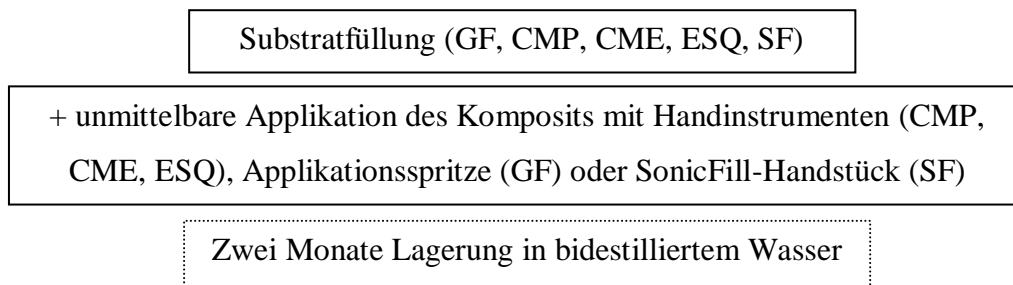 Substratfüllung (GF, CMP, CME, ESQ, SF)
+ unmittelbare Applikation des Komposits mit Handinstrumenten (CMP,
CME, ESQ), Applikationsspritze (GF) oder SonicFill-Handstück (SF)
Zwei Monate Lagerung in bidestilliertem Wasser